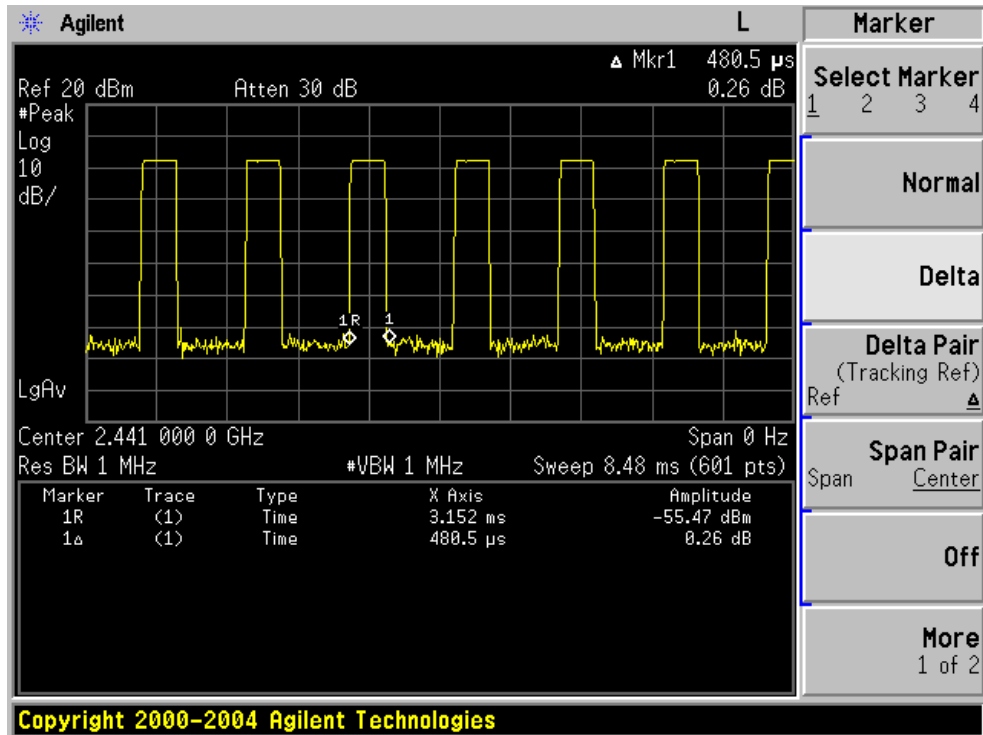 Agilent L Marker
▵ Mkr1 480.5 µs
Ref 20 dBm Atten 30 dB 0.26 dB
#Peak
Log
10
dB/
1R 1
LgAv
Center 2.441 000 0 GHz Span 0 Hz
Res BW 1 MHz #VBW 1 MHz Sweep 8.48 ms (601 pts)
Marker Trace Type X Axis Amplitude
1R (1) Time 3.152 ms -55.47 dBm
1▵ (1) Time 480.5 µs 0.26 dB
Select Marker
1 2 3 4
Normal
Delta
Delta Pair
(Tracking Ref)
Ref ▵
Span Pair
Span Center
Off
More
1 of 2
Copyright 2000-2004 Agilent Technologies